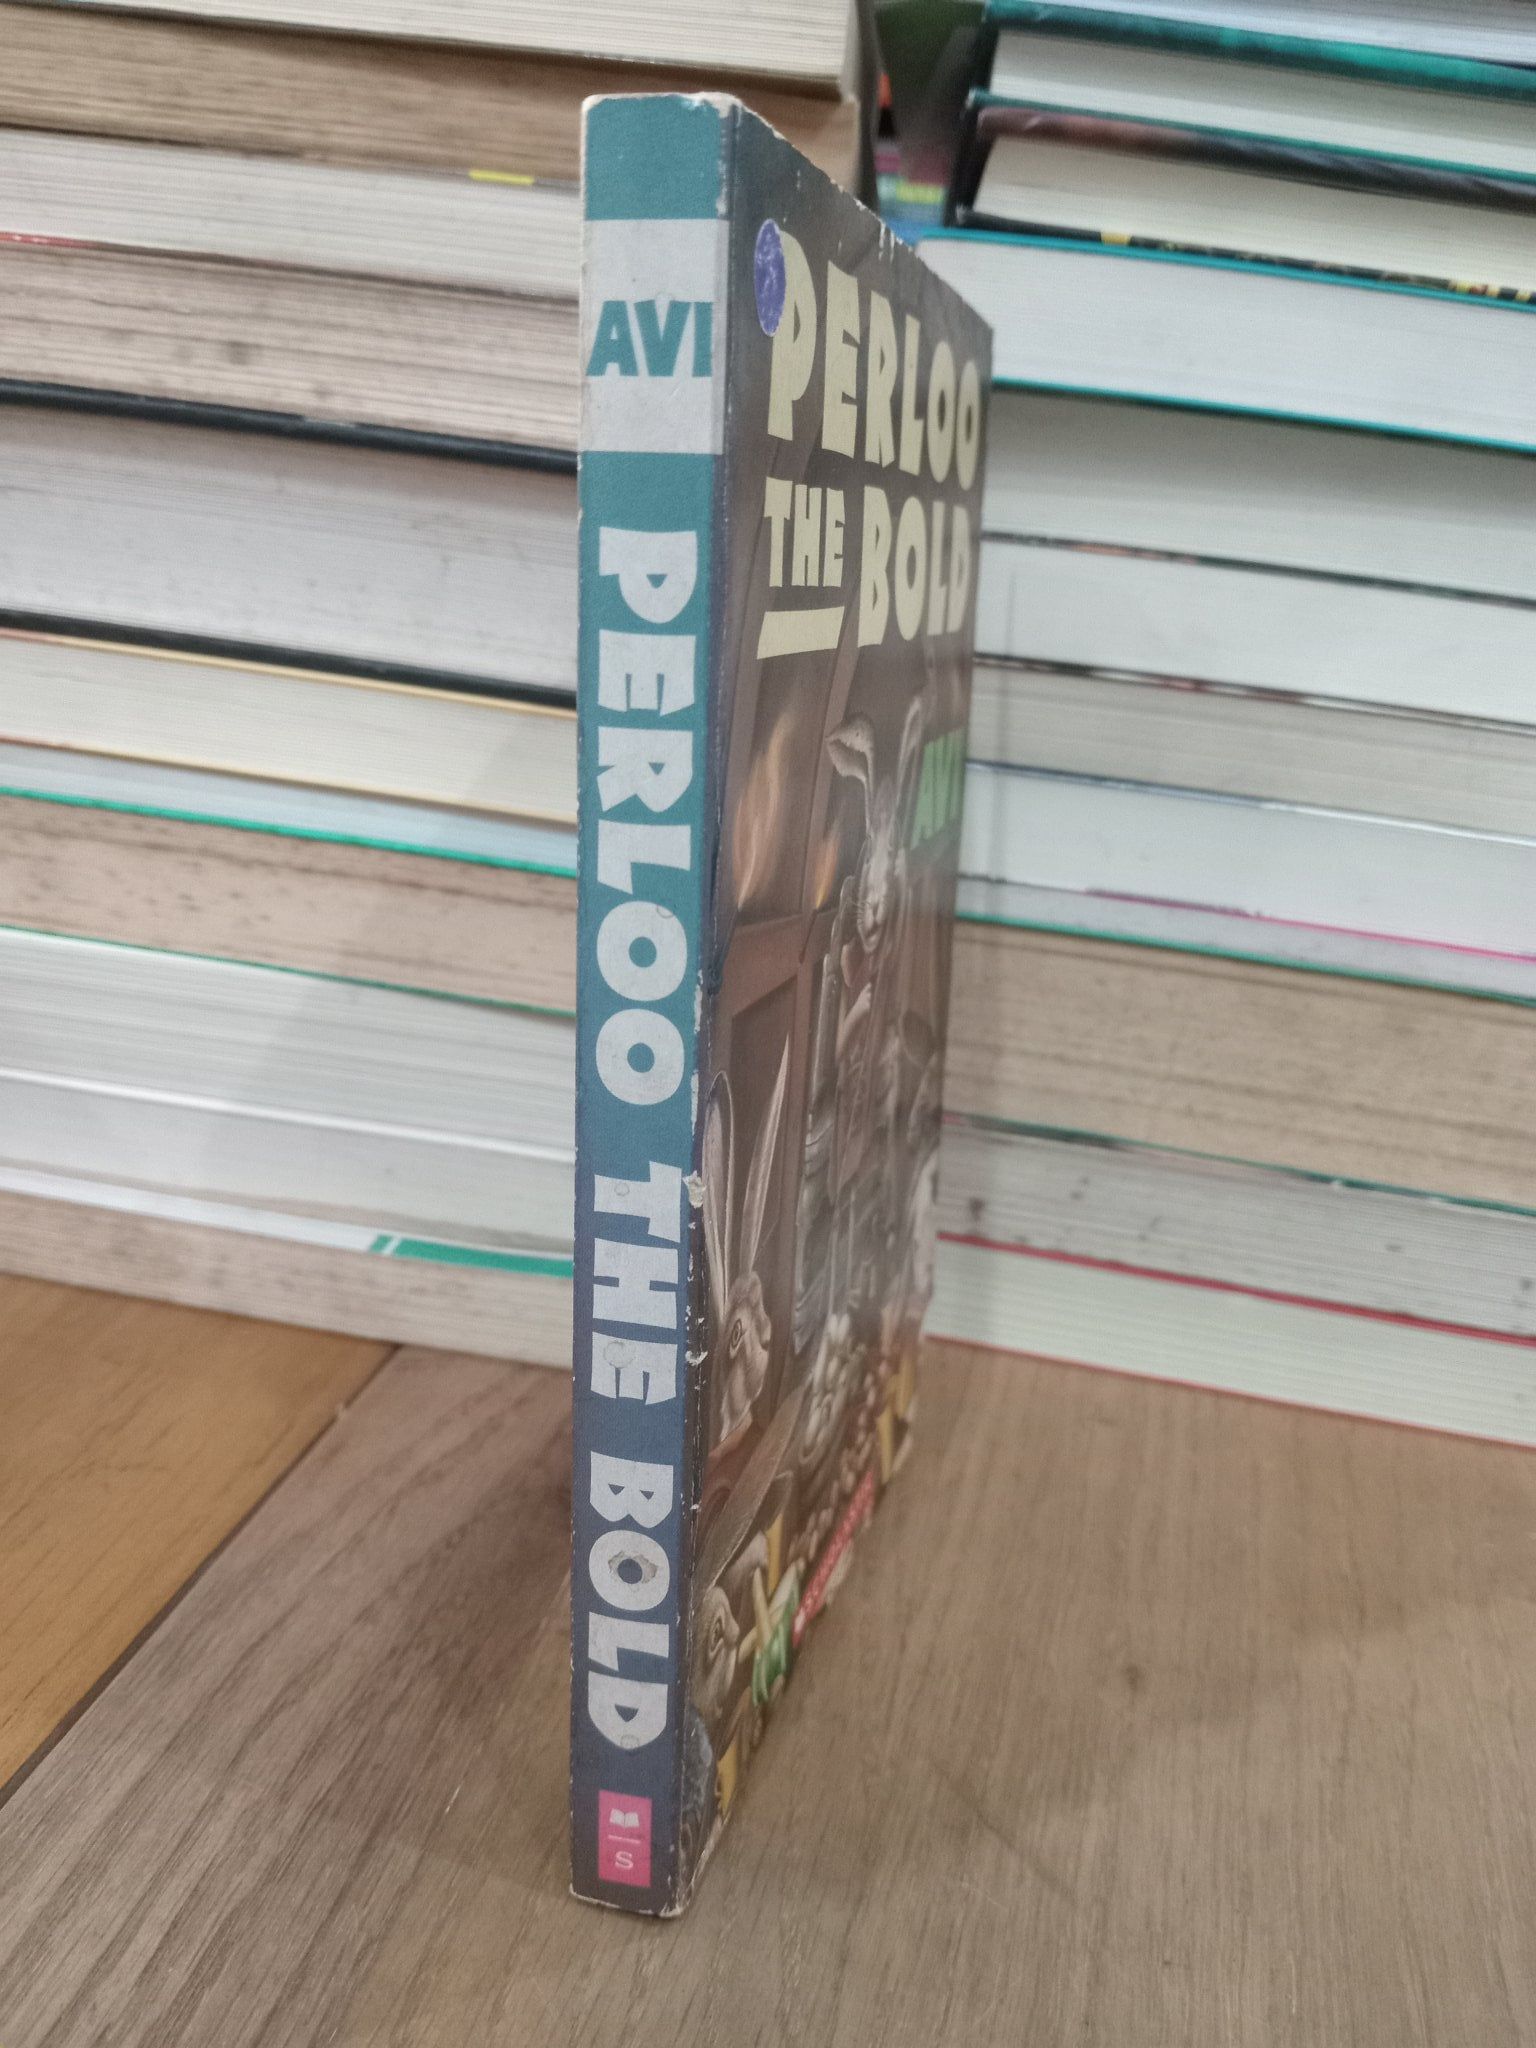 AVI
PERLOO THE BOLD
S
PERLOO
THE BOLD
AVI